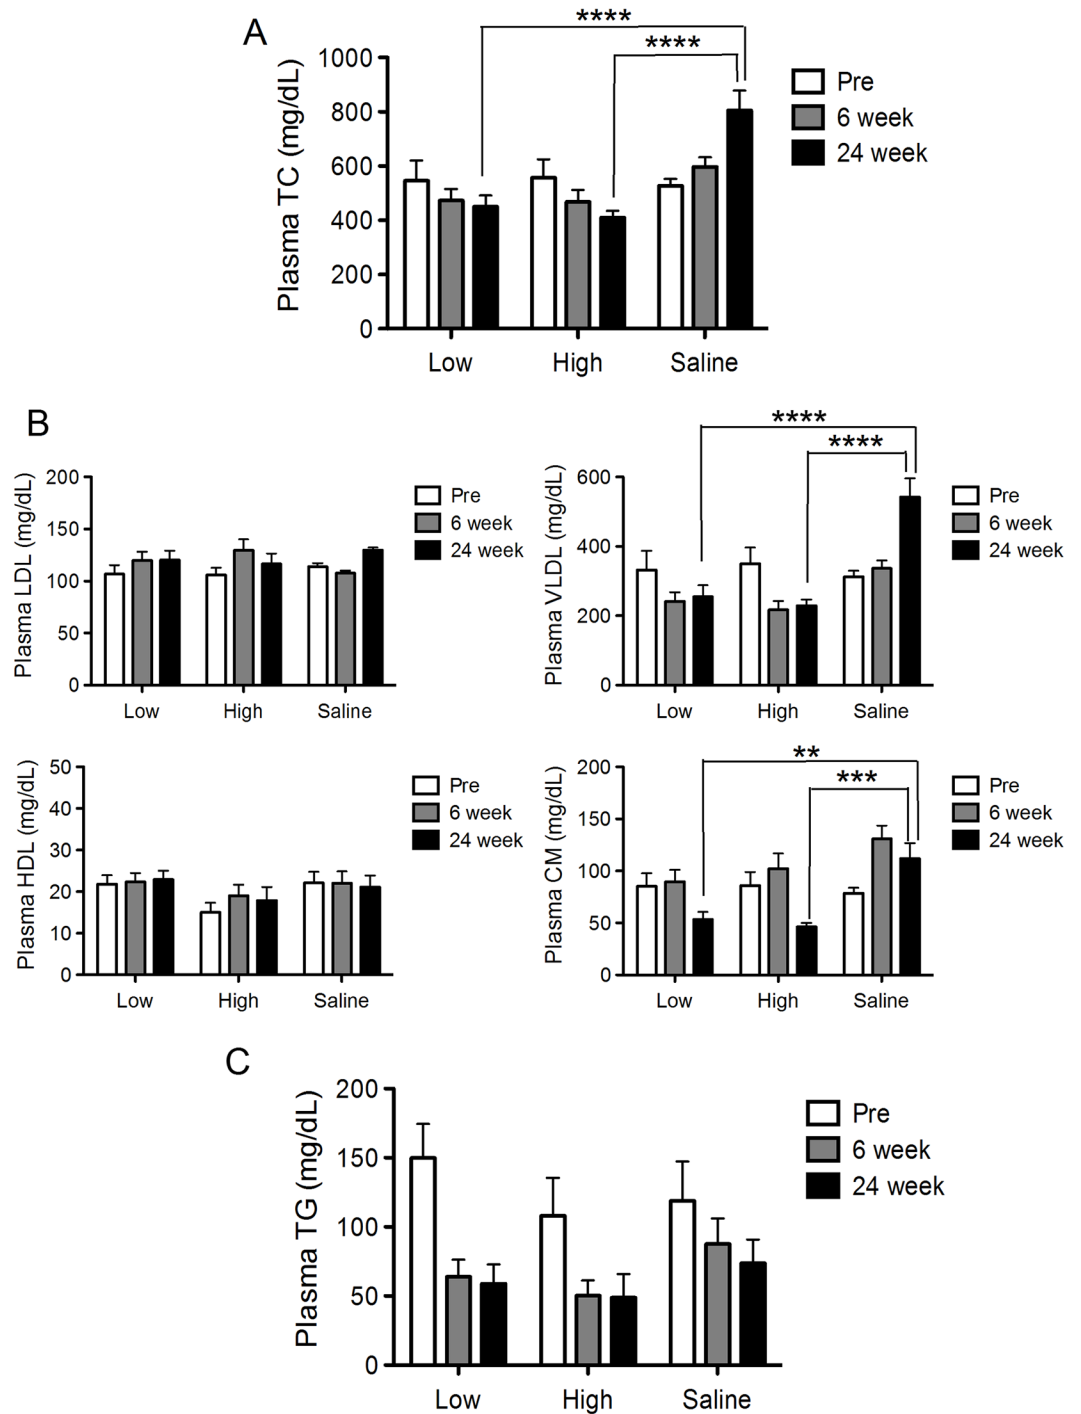 A
****
****
Plasma TC (mg/dL)
1000
800
600
400
200
0
Low High Saline
Pre
6 week
24 week
B
Plasma LDL (mg/dL)
200
150
100
50
0
Low High Saline
Pre
6 week
24 week
****
****
Plasma VLDL (mg/dL)
600
400
200
0
Low High Saline
Pre
6 week
24 week
Plasma HDL (mg/dL)
50
40
30
20
10
0
Low High Saline
Pre
6 week
24 week
**
***
Plasma CM (mg/dL)
200
150
100
50
0
Low High Saline
Pre
6 week
24 week
C
Plasma TG (mg/dL)
200
150
100
50
0
Low High Saline
Pre
6 week
24 week